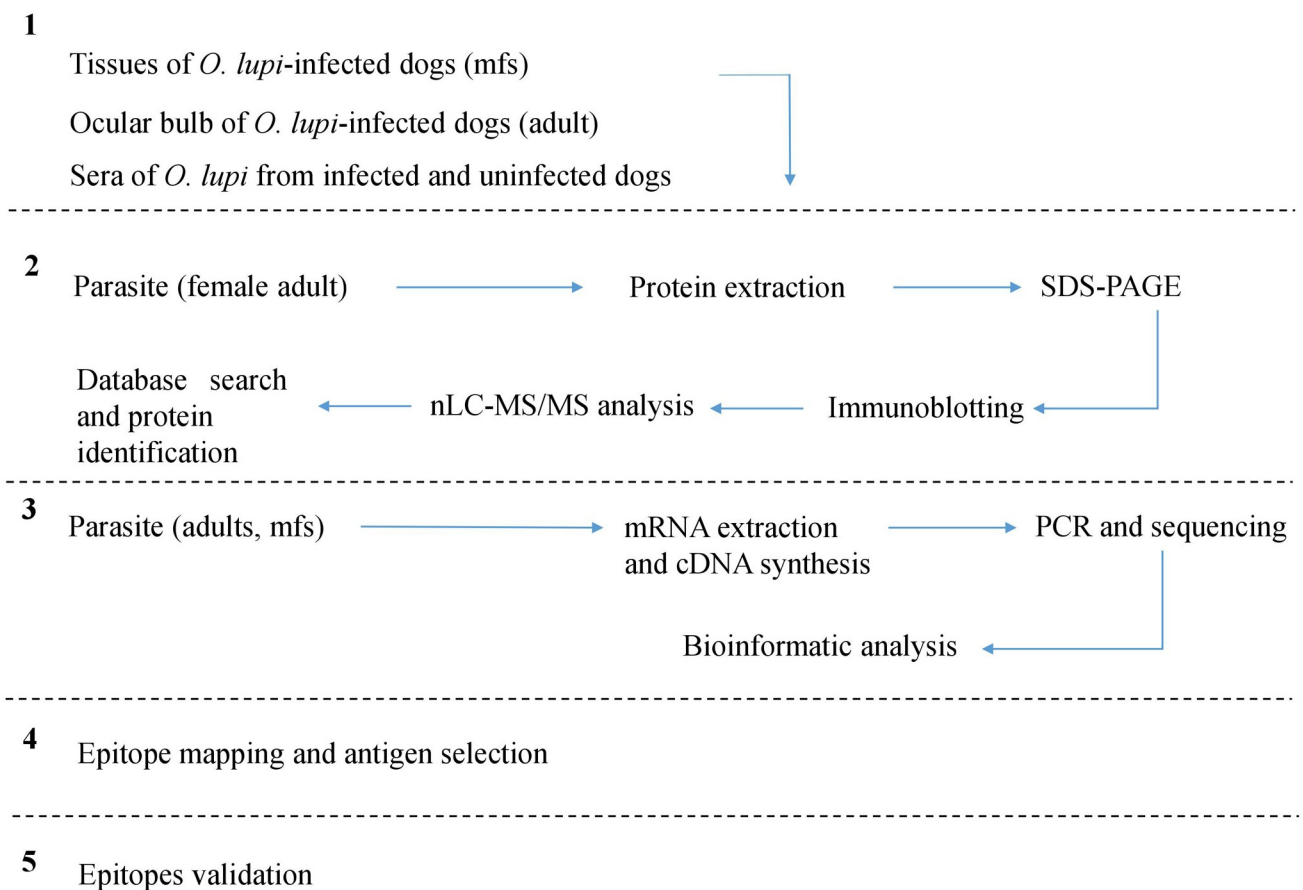 1
Tissues of O. lupi-infected dogs (mfs)
Ocular bulb of O. lupi-infected dogs (adult)
Sera of O. lupi from infected and uninfected dogs
2
Parasite (female adult)
Protein extraction
SDS-PAGE
Immunoblotting
nLC-MS/MS analysis
Database search
and protein
identification
3
Parasite (adults, mfs)
mRNA extraction
and cDNA synthesis
PCR and sequencing
Bioinformatic analysis
4
Epitope mapping and antigen selection
5
Epitopes validation